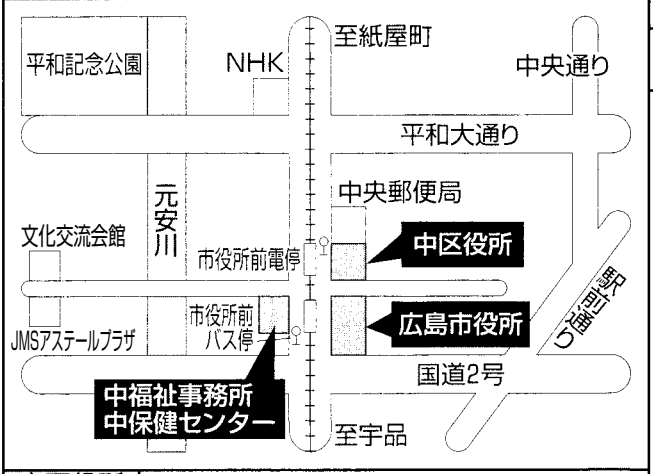 至紙屋町
平和記念公園
NHK
中央通り
平和大通り
元安川
中央郵便局
文化交流会館
市役所前電停
中区役所
駅前通り
市役所前
バス停
広島市役所
JMSアステールプラザ
国道2号
中福祉事務所
中保健センター
至宇品